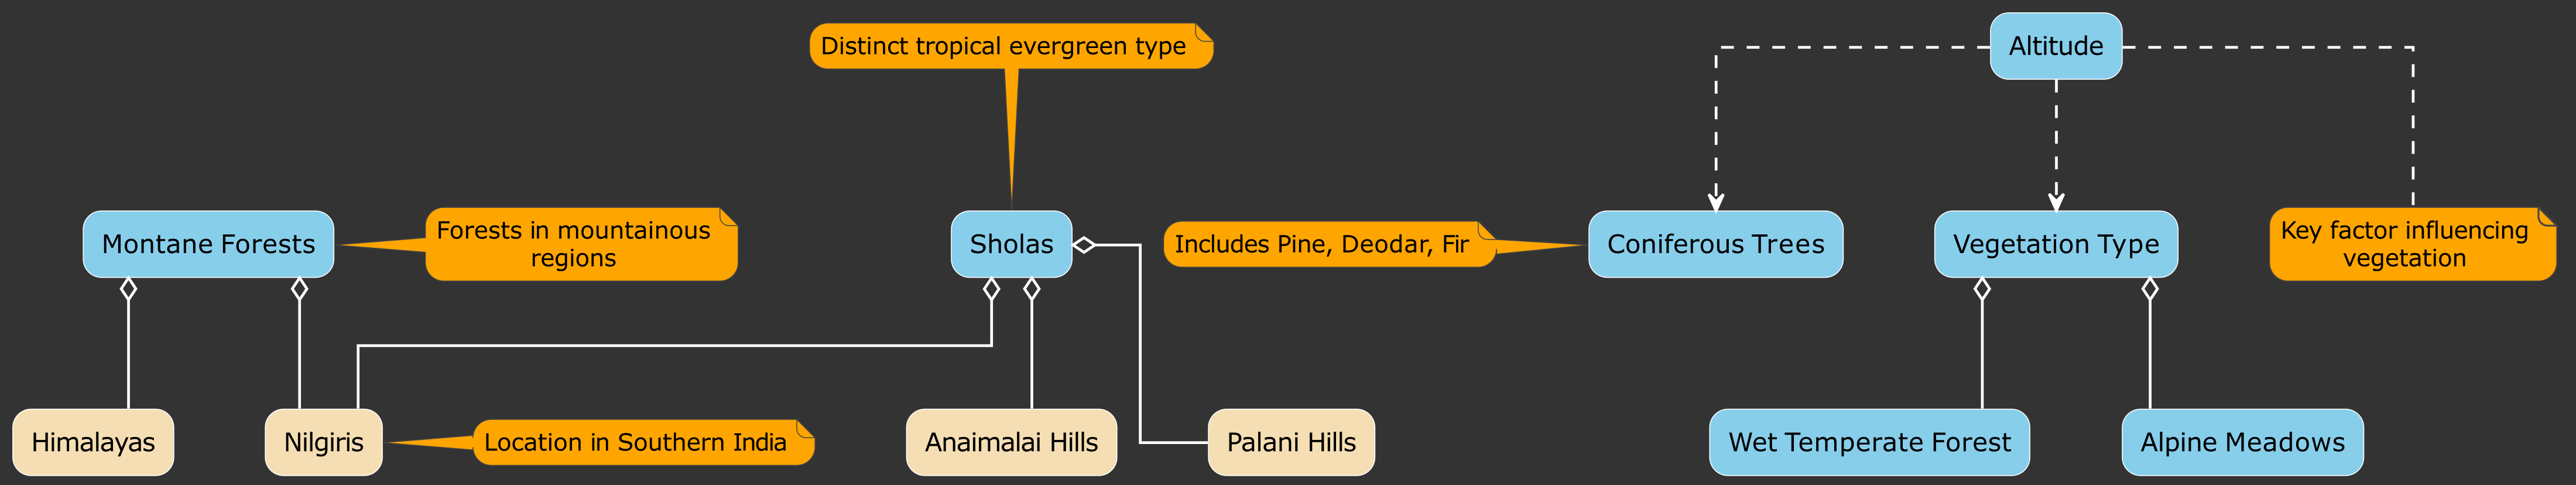 Distinct tropical evergreen type
Altitude
Montane Forests
Forests in mountainous
regions
Sholas
Includes Pine, Deodar, Fir
Coniferous Trees
Vegetation Type
Key factor influencing
vegetation
Himalayas
Nilgiris
Location in Southern India
Anaimalai Hills
Palani Hills
Wet Temperate Forest
Alpine Meadows